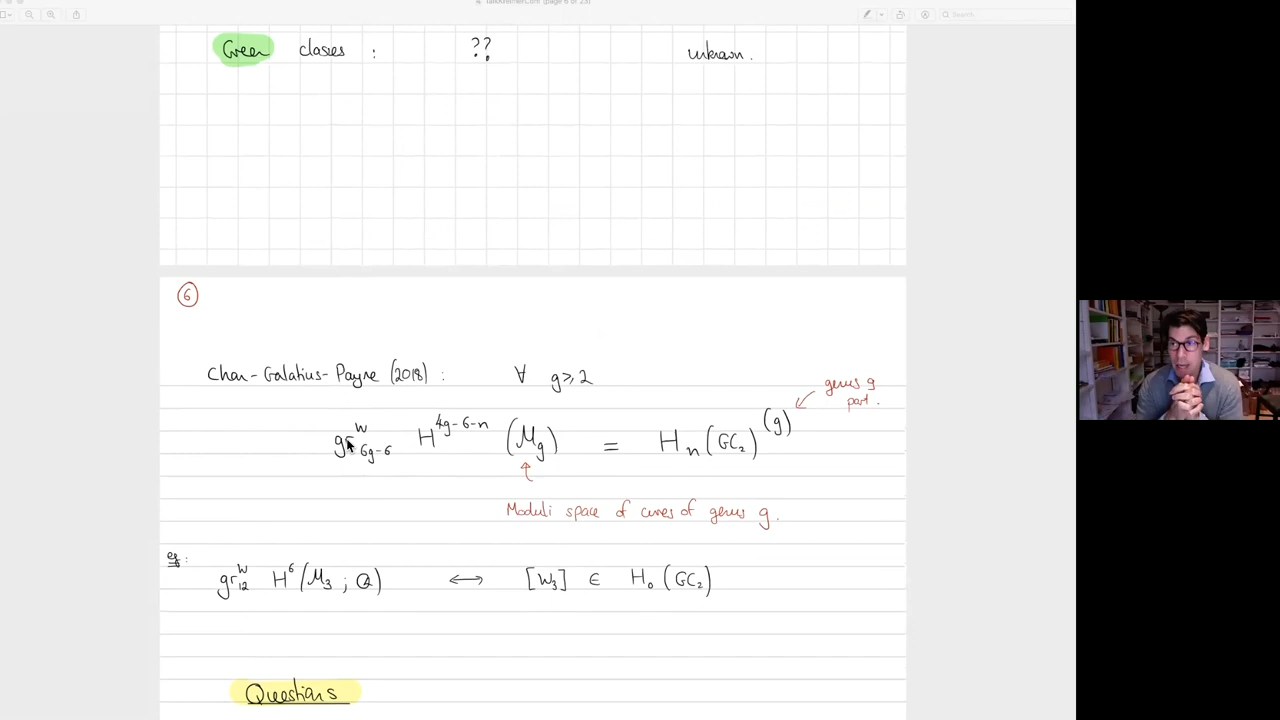 Search
Green classes : ?? unknown.
6
Chan-Galatius-Payne (2018) : ∀ g ⩾ 2
genus g part.
gr^W_{6g-6} H^{4g-6-n} (M_g) = H_n (GC_2)^{(g)}
Moduli space of curves of genus g.
eg:
gr^W_{12} H^6 (M_3 ; Q) ⟷ [W_3] ∈ H_0 (GC_2)
Questions